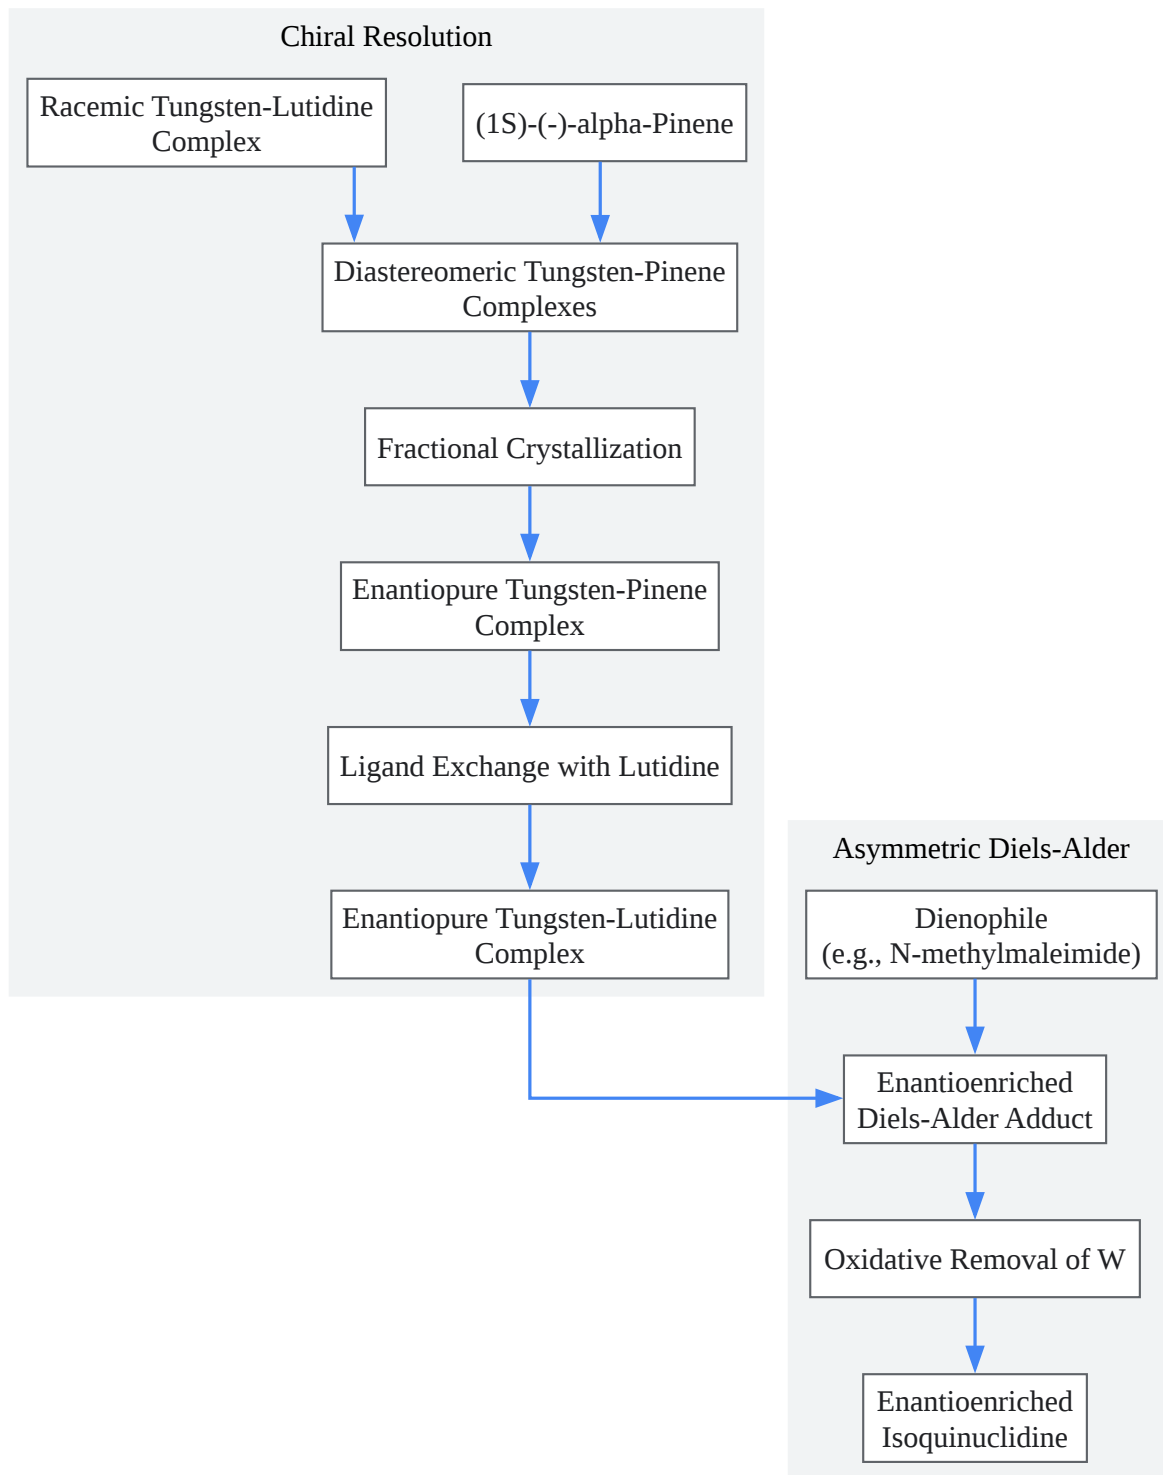 Chiral Resolution
Racemic Tungsten-Lutidine
Complex
(1S)-(-)-alpha-Pinene
Diastereomeric Tungsten-Pinene
Complexes
Fractional Crystallization
Enantiopure Tungsten-Pinene
Complex
Ligand Exchange with Lutidine
Enantiopure Tungsten-Lutidine
Complex
Asymmetric Diels-Alder
Dienophile
(e.g., N-methylmaleimide)
Enantioenriched
Diels-Alder Adduct
Oxidative Removal of W
Enantioenriched
Isoquinuclidine